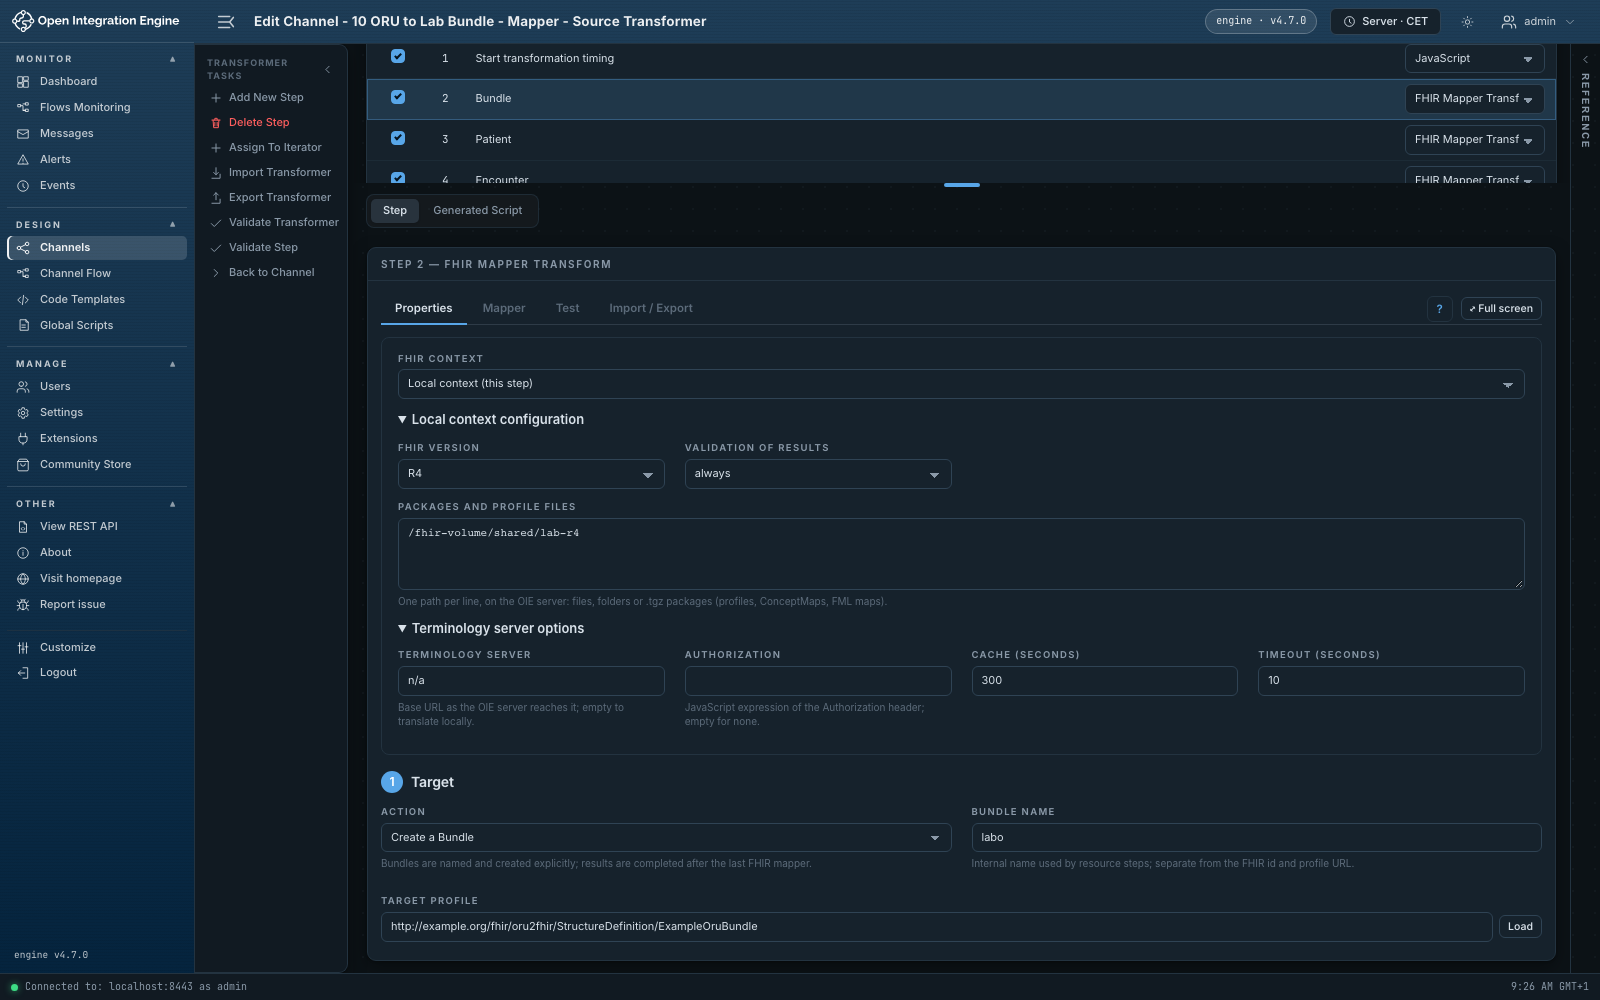 Open Integration Engine
Edit Channel - 10 ORU to Lab Bundle - Mapper - Source Transformer
engine · v4.7.0
Server · CET
admin
MONITOR
Dashboard
Flows Monitoring
Messages
Alerts
Events
DESIGN
Channels
Channel Flow
Code Templates
Global Scripts
MANAGE
Users
Settings
Extensions
Community Store
OTHER
View REST API
About
Visit homepage
Report issue
Customize
Logout
engine v4.7.0
TRANSFORMER
TASKS
Add New Step
Delete Step
Assign To Iterator
Import Transformer
Export Transformer
Validate Transformer
Validate Step
Back to Channel
1 Start transformation timing JavaScript
2 Bundle FHIR Mapper Transf
3 Patient FHIR Mapper Transf
4 Encounter FHIR Mapper Transf
REFERENCE
Step Generated Script
STEP 2 — FHIR MAPPER TRANSFORM
Properties Mapper Test Import / Export
? Full screen
FHIR CONTEXT
Local context (this step)
Local context configuration
FHIR VERSION VALIDATION OF RESULTS
R4 always
PACKAGES AND PROFILE FILES
/fhir-volume/shared/lab-r4
One path per line, on the OIE server: files, folders or .tgz packages (profiles, ConceptMaps, FML maps).
Terminology server options
TERMINOLOGY SERVER AUTHORIZATION CACHE (SECONDS) TIMEOUT (SECONDS)
n/a 300 10
Base URL as the OIE server reaches it; empty to
translate locally.
JavaScript expression of the Authorization header;
empty for none.
1 Target
ACTION BUNDLE NAME
Create a Bundle labo
Bundles are named and created explicitly; results are completed after the last FHIR mapper.
Internal name used by resource steps; separate from the FHIR id and profile URL.
TARGET PROFILE
http://example.org/fhir/oru2fhir/StructureDefinition/ExampleOruBundle Load
Connected to: localhost:8443 as admin
9:26 AM GMT+1